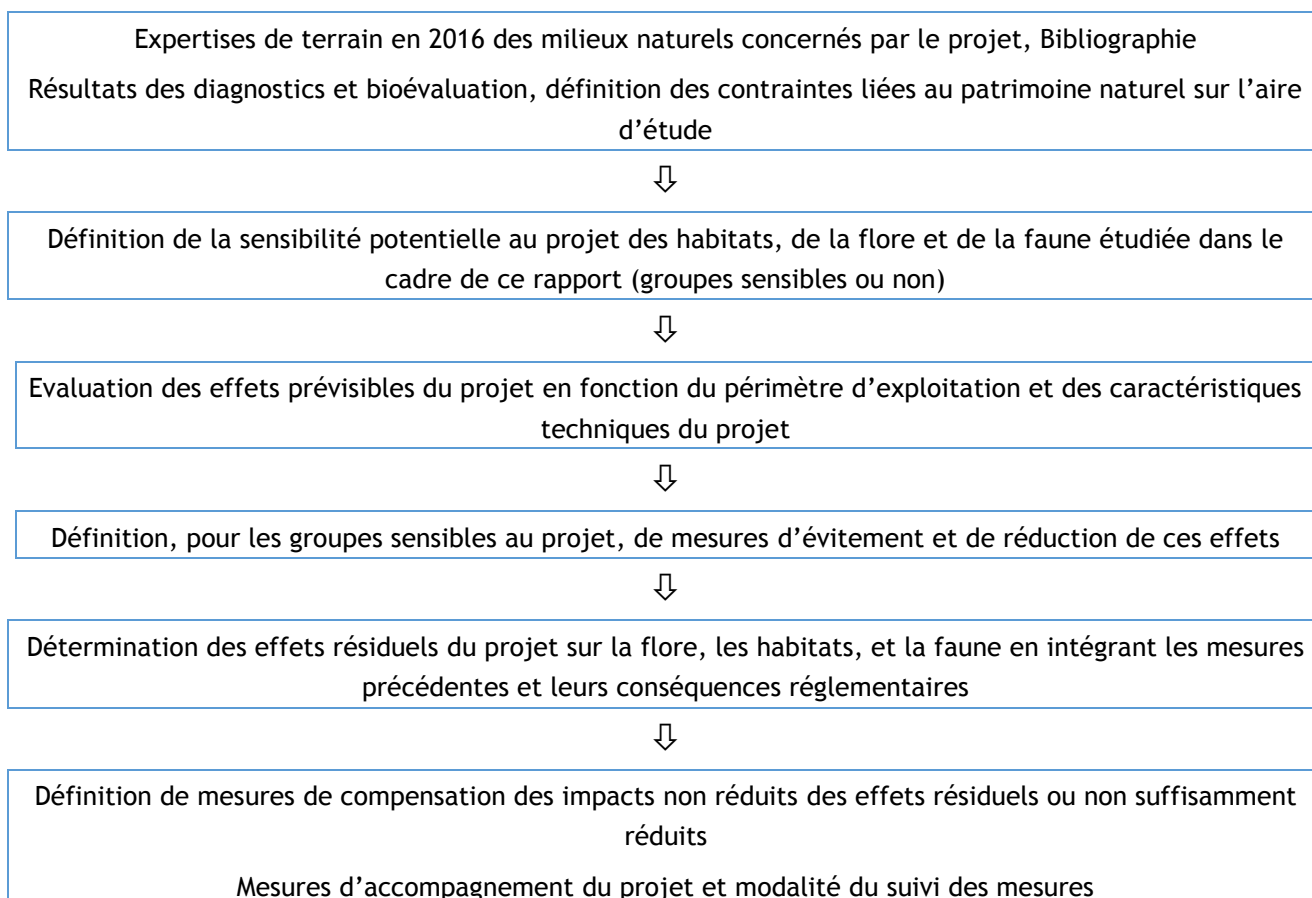 Expertises de terrain en 2016 des milieux naturels concernés par le projet, Bibliographie
Résultats des diagnostics et bioévaluation, définition des contraintes liées au patrimoine naturel sur l’aire
d’étude
⇩
Définition de la sensibilité potentielle au projet des habitats, de la flore et de la faune étudiée dans le
cadre de ce rapport (groupes sensibles ou non)
⇩
Evaluation des effets prévisibles du projet en fonction du périmètre d’exploitation et des caractéristiques
techniques du projet
⇩
Définition, pour les groupes sensibles au projet, de mesures d’évitement et de réduction de ces effets
⇩
Détermination des effets résiduels du projet sur la flore, les habitats, et la faune en intégrant les mesures
précédentes et leurs conséquences réglementaires
⇩
Définition de mesures de compensation des impacts non réduits des effets résiduels ou non suffisamment
réduits
Mesures d’accompagnement du projet et modalité du suivi des mesures